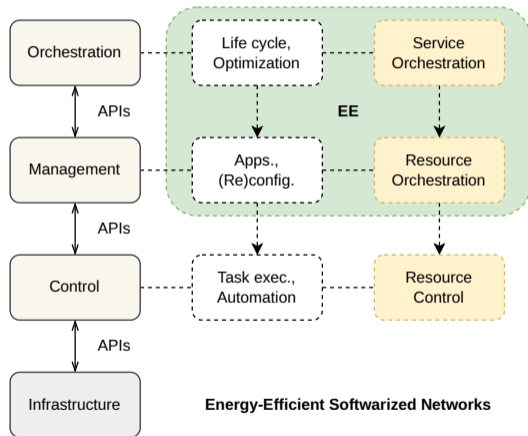 Orchestration
Life cycle,
Optimization
Service
Orchestration
APIs
EE
Management
Apps.,
(Re)config.
Resource
Orchestration
APIs
Control
Task exec.,
Automation
Resource
Control
APIs
Infrastructure
Energy-Efficient Softwarized Networks